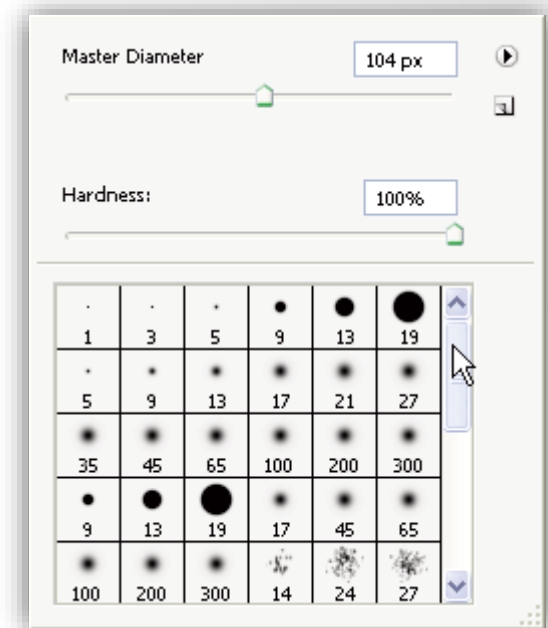 Master Diameter 104 px
Hardness: 100%
1 3 5 9 13 19
5 9 13 17 21 27
35 45 65 100 200 300
9 13 19 17 45 65
100 200 300 14 24 27